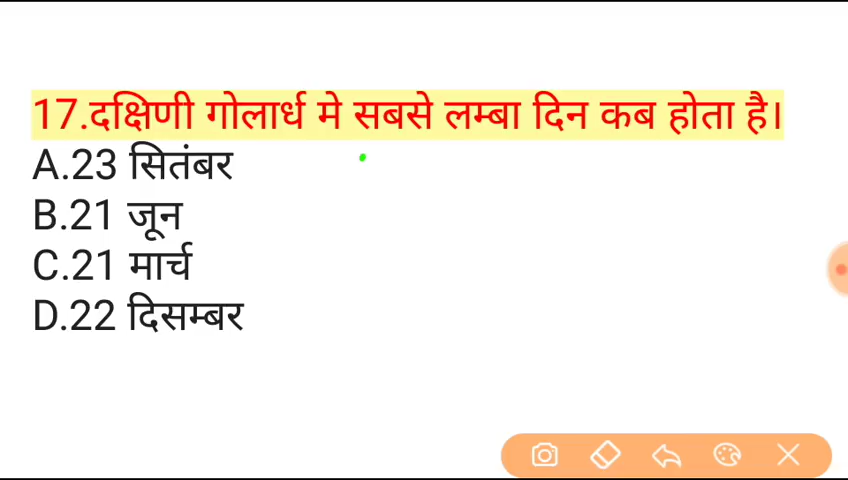 17.दक्षिणी गोलार्ध मे सबसे लम्बा दिन कब होता है।
A.23 सितंबर
B.21 जून
C.21 मार्च
D.22 दिसम्बर